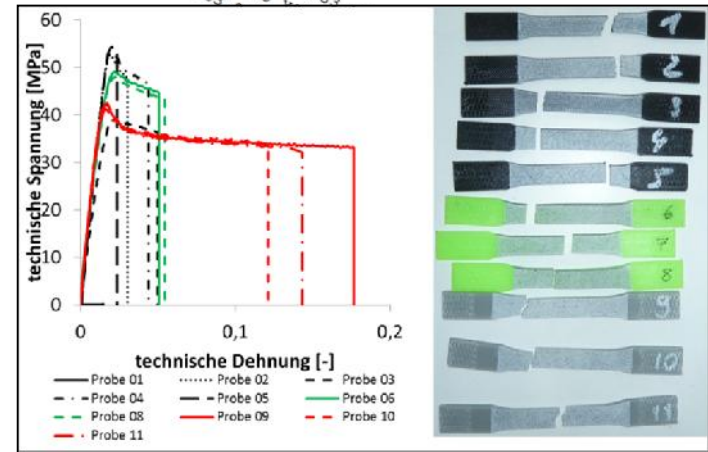 60
50
40
30
20
10
0
technische Spannung [MPa]
0 0,1 0,2
technische Dehnung [-]
Probe 01 Probe 02 Probe 03
Probe 04 Probe 05 Probe 06
Probe 08 Probe 09 Probe 10
Probe 11
1
2
3
4
5
6
7
8
9
10
11